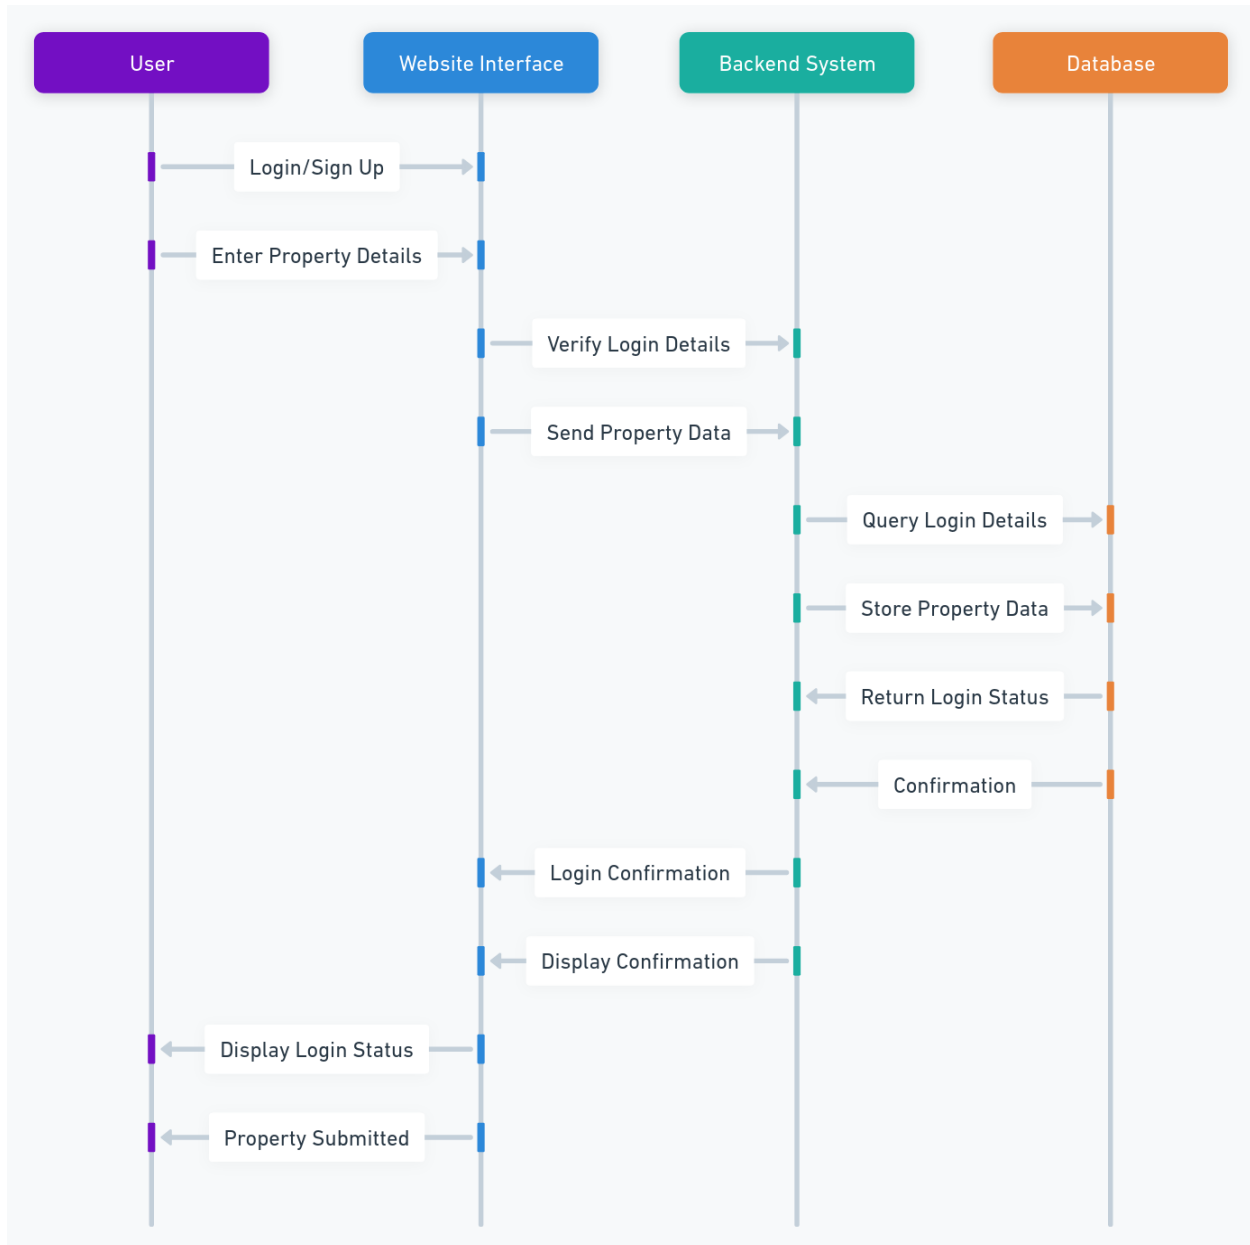 User
Website Interface
Backend System
Database
Login/Sign Up
Enter Property Details
Verify Login Details
Send Property Data
Query Login Details
Store Property Data
Return Login Status
Confirmation
Login Confirmation
Display Confirmation
Display Login Status
Property Submitted